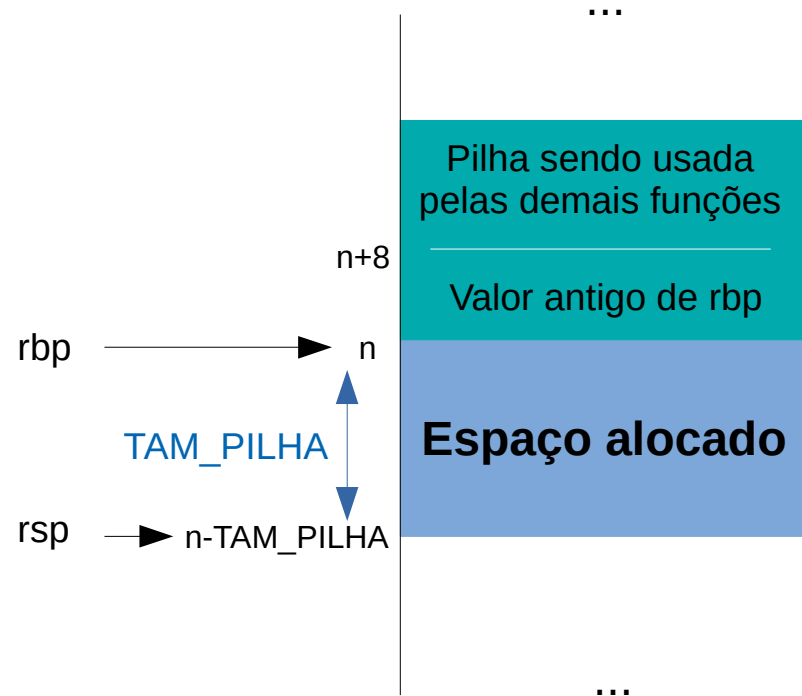 ...
Pilha sendo usada
pelas demais funções
n+8
Valor antigo de rbp
rbp
n
TAM_PILHA
Espaço alocado
rsp
n-TAM_PILHA
...